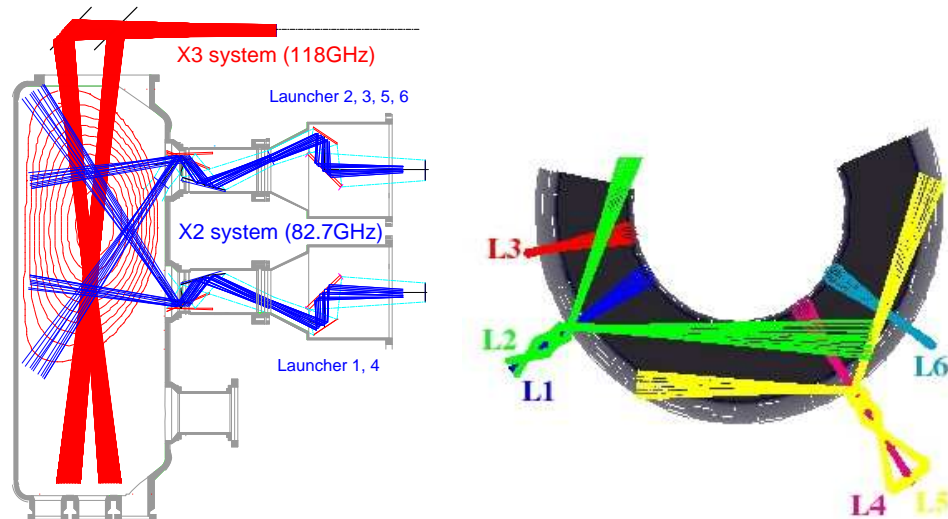 X3 system (118GHz)
Launcher 2, 3, 5, 6
X2 system (82.7GHz)
Launcher 1, 4
L3
L2
L1
L6
L4
L5